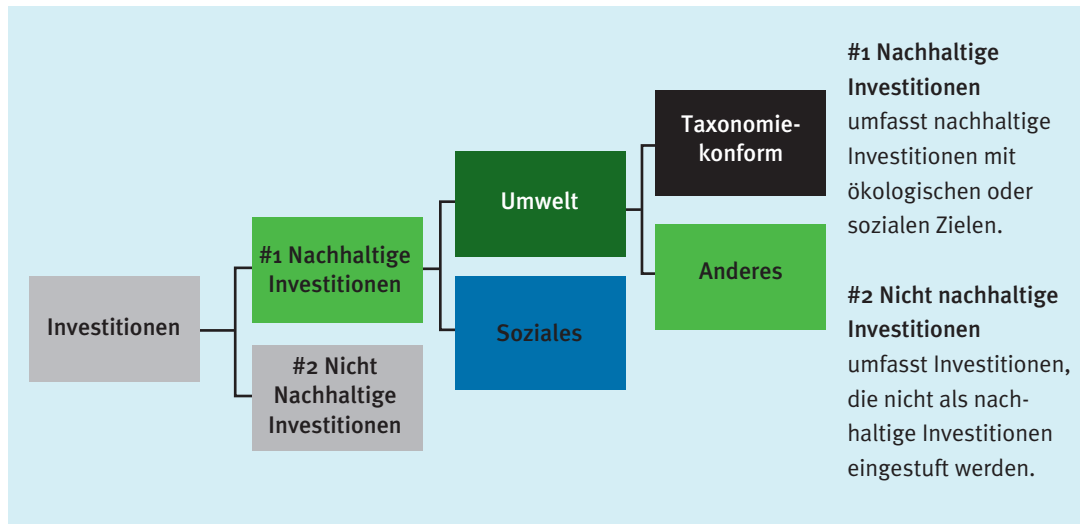 Investitionen
#1 Nachhaltige
Investitionen
#2 Nicht
Nachhaltige
Investitionen
Umwelt
Soziales
Taxonomie-
konform
Anderes
#1 Nachhaltige
Investitionen
umfasst nachhaltige
Investitionen mit
ökologischen oder
sozialen Zielen.
#2 Nicht nachhaltige
Investitionen
umfasst Investitionen,
die nicht als nach-
haltige Investitionen
eingestuft werden.